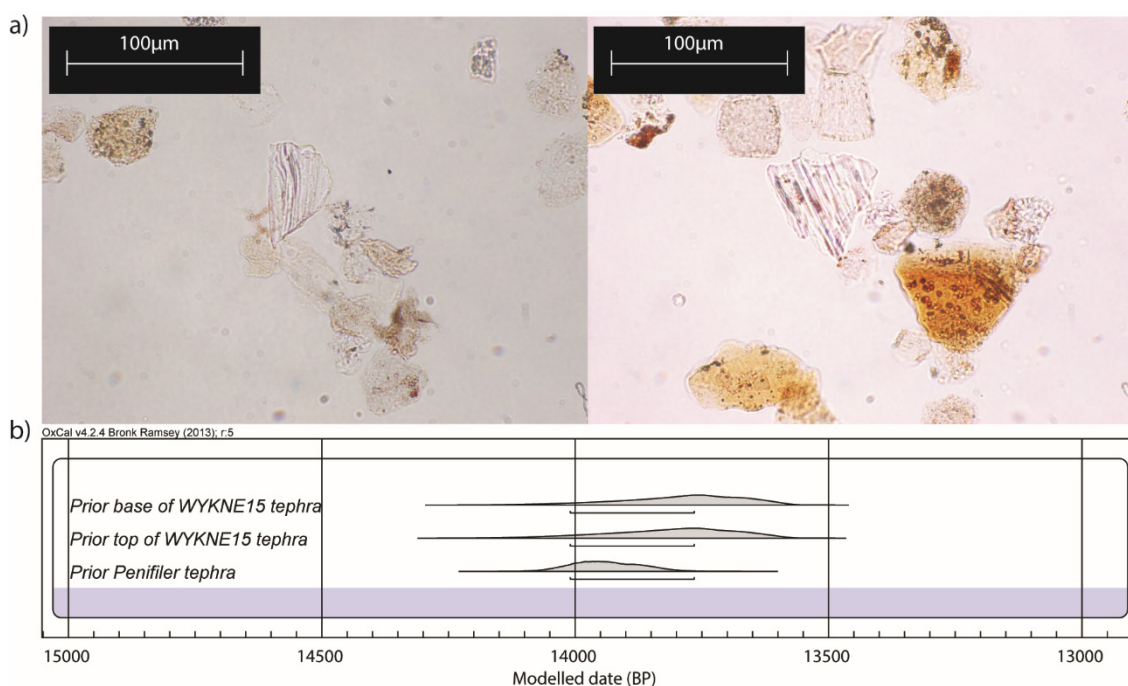 a)
100µm
100µm
b)
OxCal v4.2.4 Bronk Ramsey (2013); r:5
Prior base of WYKNE15 tephra
Prior top of WYKNE15 tephra
Prior Penifiler tephra
15000 14500 14000 13500 13000
Modelled date (BP)